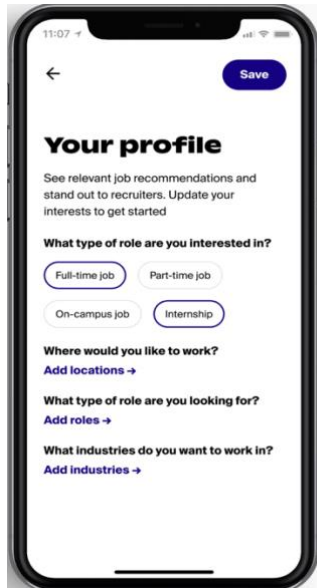 11:07
Save
Your profile
See relevant job recommendations and
stand out to recruiters. Update your
interests to get started
What type of role are you interested in?
Full-time job Part-time job
On-campus job Internship
Where would you like to work?
Add locations →
What type of role are you looking for?
Add roles →
What industries do you want to work in?
Add industries →